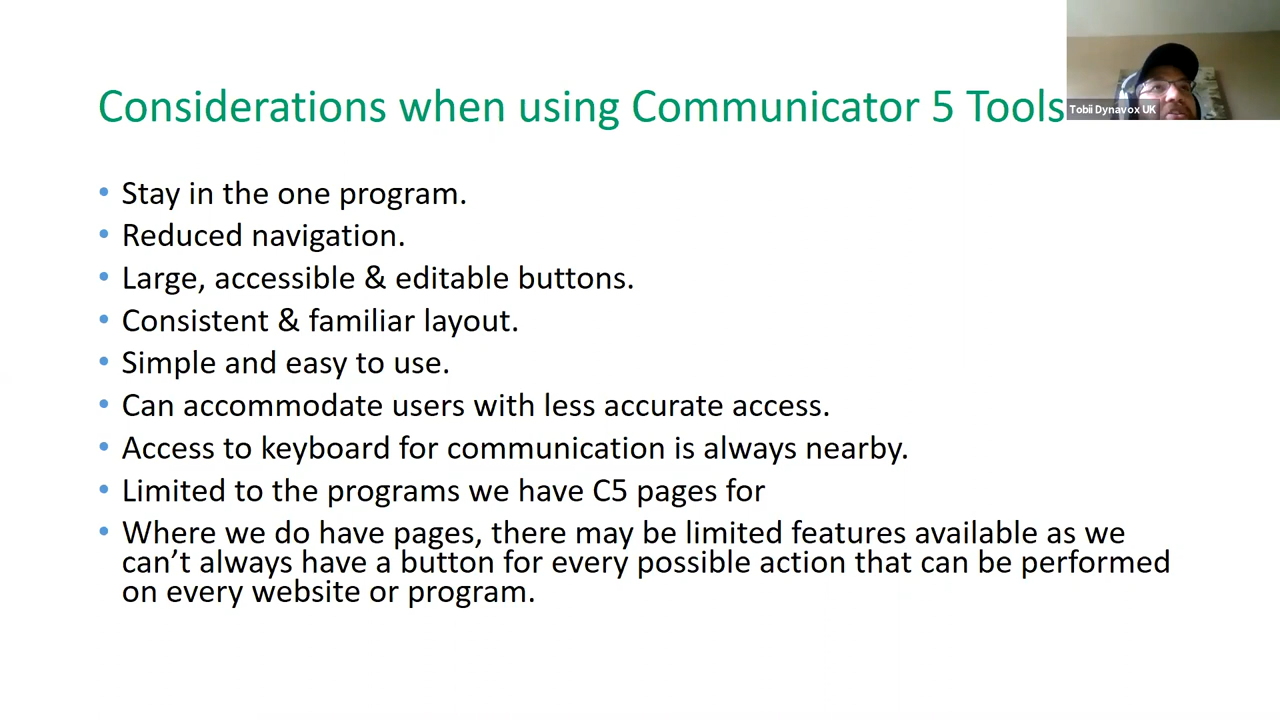 Considerations when using Communicator 5 Tools
Tobii Dynavox UK
• Stay in the one program.
• Reduced navigation.
• Large, accessible & editable buttons.
• Consistent & familiar layout.
• Simple and easy to use.
• Can accommodate users with less accurate access.
• Access to keyboard for communication is always nearby.
• Limited to the programs we have C5 pages for
• Where we do have pages, there may be limited features available as we
can’t always have a button for every possible action that can be performed
on every website or program.